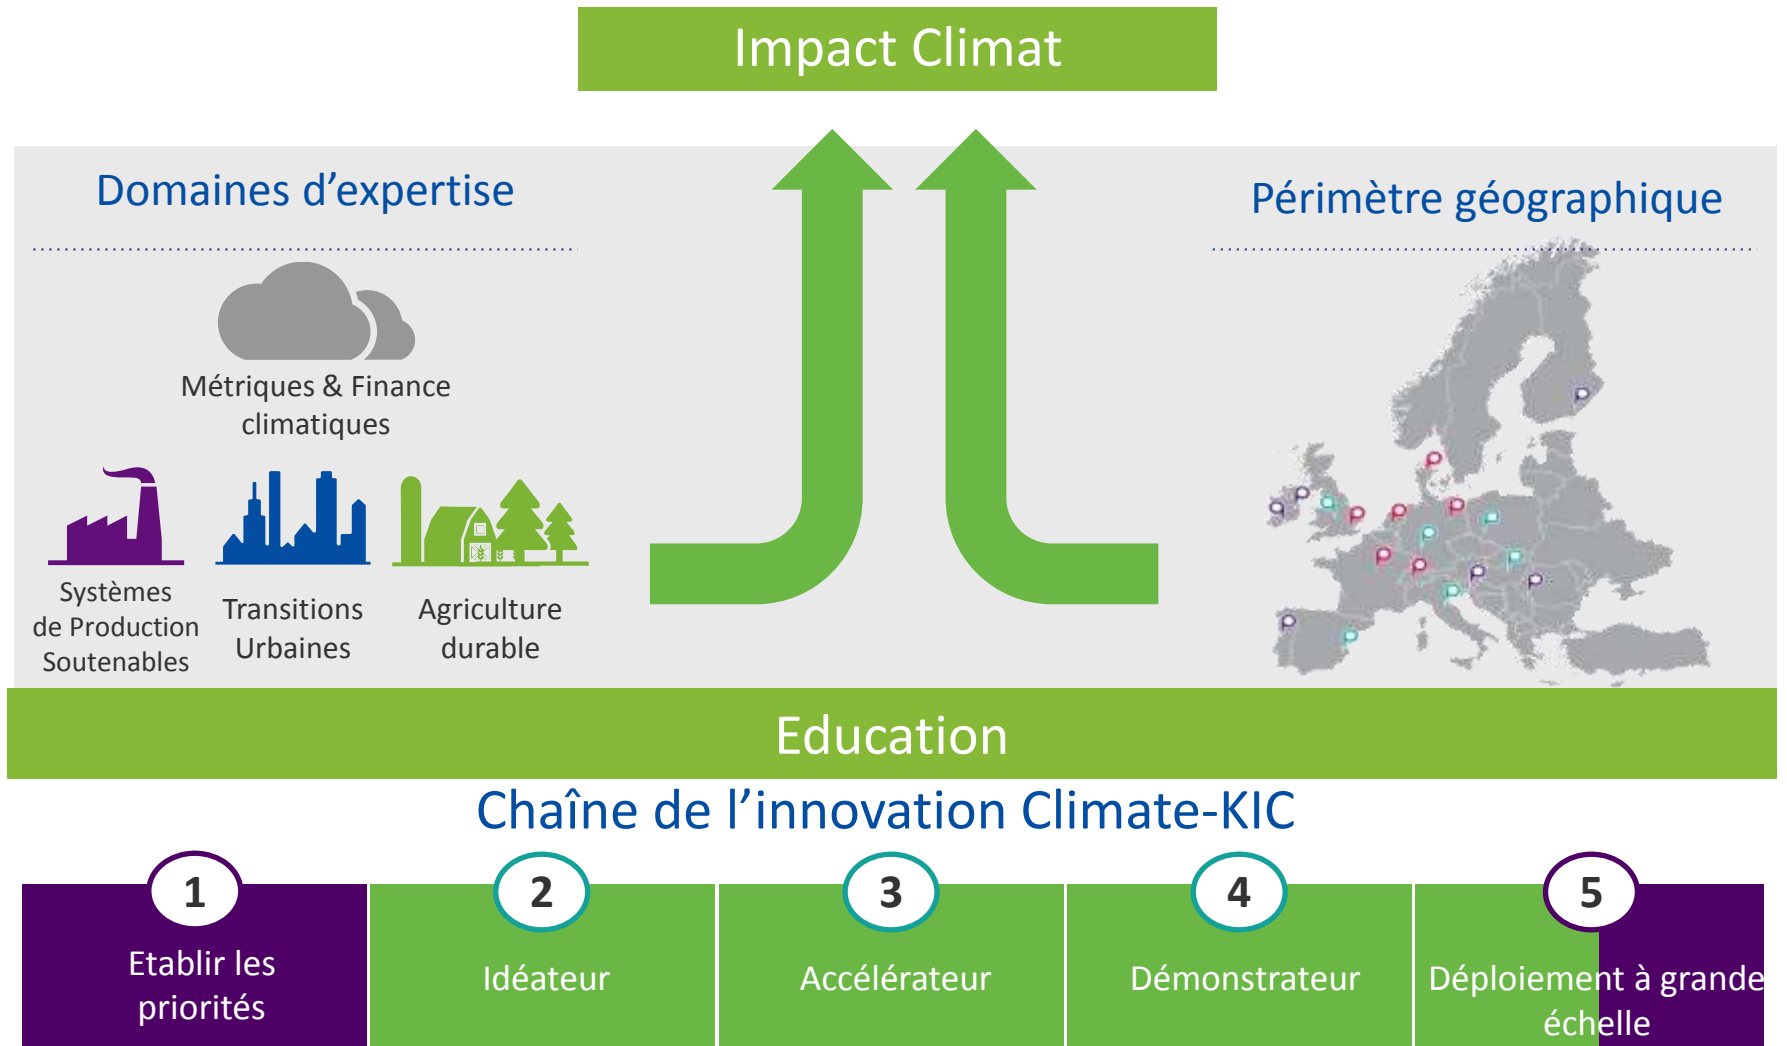 Impact Climat
Domaines d’expertise
Métriques & Finance
climatiques
Systèmes
de Production
Soutenables
Transitions
Urbaines
Agriculture
durable
Périmètre géographique
Education
Chaîne de l’innovation Climate-KIC
1
Etablir les
priorités
2
Idéateur
3
Accélérateur
4
Démonstrateur
5
Déploiement à grande
échelle